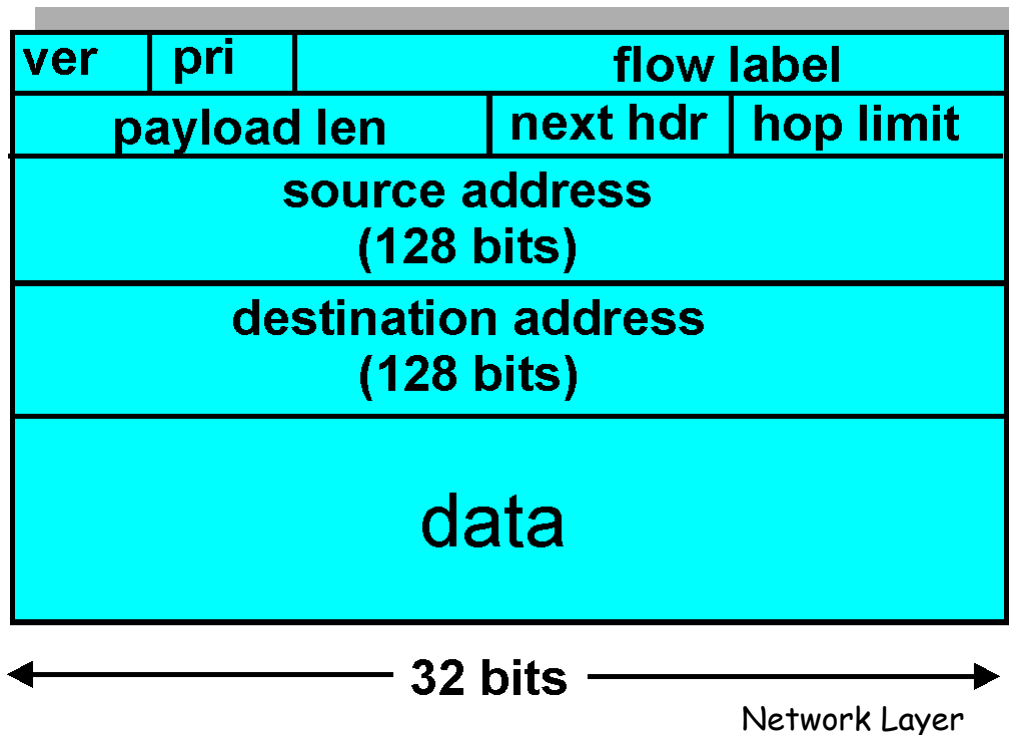 ver pri flow label
payload len next hdr hop limit
source address
(128 bits)
destination address
(128 bits)
data
32 bits
Network Layer